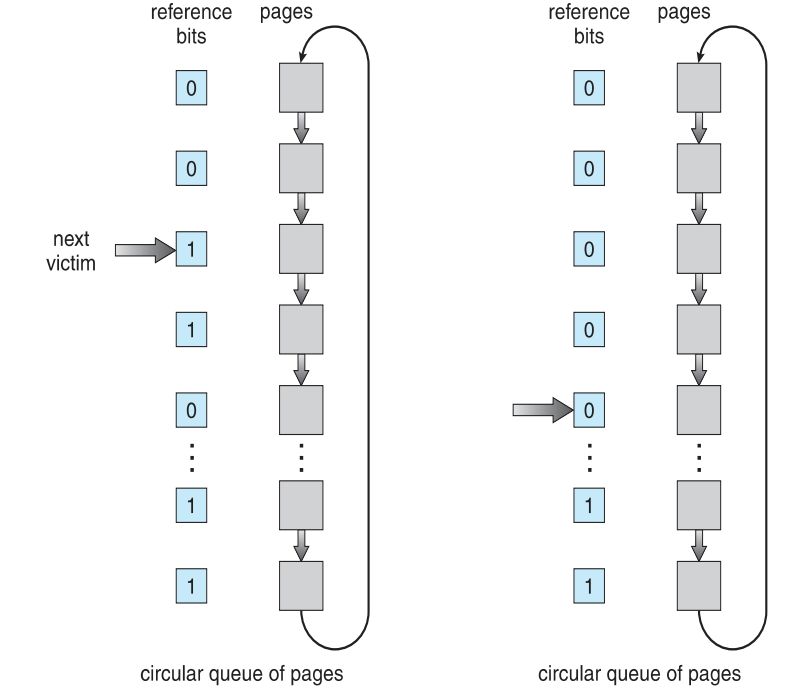 reference
bits
pages
0
0
next
victim
1
1
0
1
1
circular queue of pages
reference
bits
pages
0
0
0
0
0
1
1
circular queue of pages